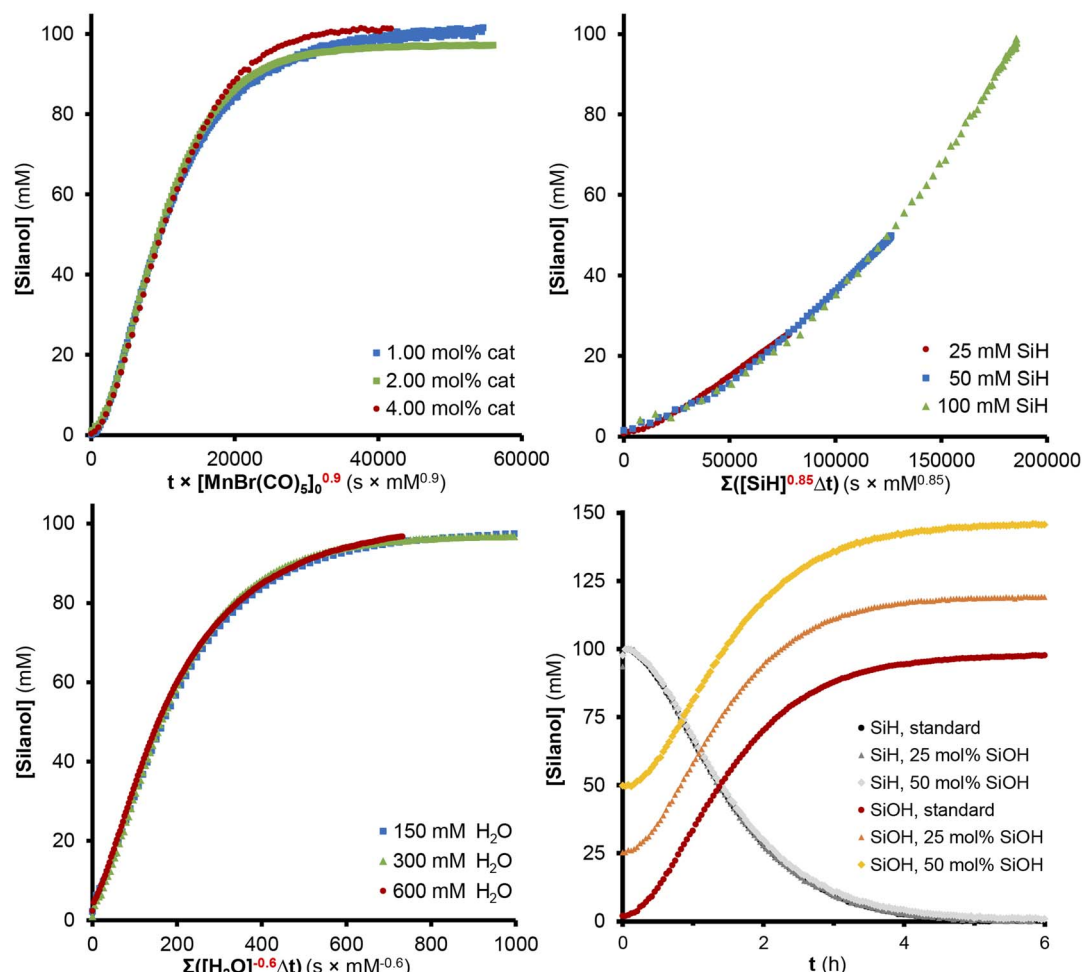 100
80
60
40
20
0
[Silanol] (mM)
1.00 mol% cat
2.00 mol% cat
4.00 mol% cat
0 20000 40000 60000
t × [MnBr(CO)₅]₀⁰·⁹ (s × mM⁰·⁹)
100
80
60
40
20
0
[Silanol] (mM)
25 mM SiH
50 mM SiH
100 mM SiH
0 50000 100000 150000 200000
Σ([SiH]⁰·⁸⁵Δt) (s × mM⁰·⁸⁵)
100
80
60
40
20
0
[Silanol] (mM)
150 mM H₂O
300 mM H₂O
600 mM H₂O
0 200 400 600 800 1000
Σ([H₂O]⁻⁰·⁶Δt) (s × mM⁻⁰·⁶)
150
125
100
75
50
25
0
[Silanol] (mM)
SiH, standard
SiH, 25 mol% SiOH
SiH, 50 mol% SiOH
SiOH, standard
SiOH, 25 mol% SiOH
SiOH, 50 mol% SiOH
0 2 4 6
t (h)